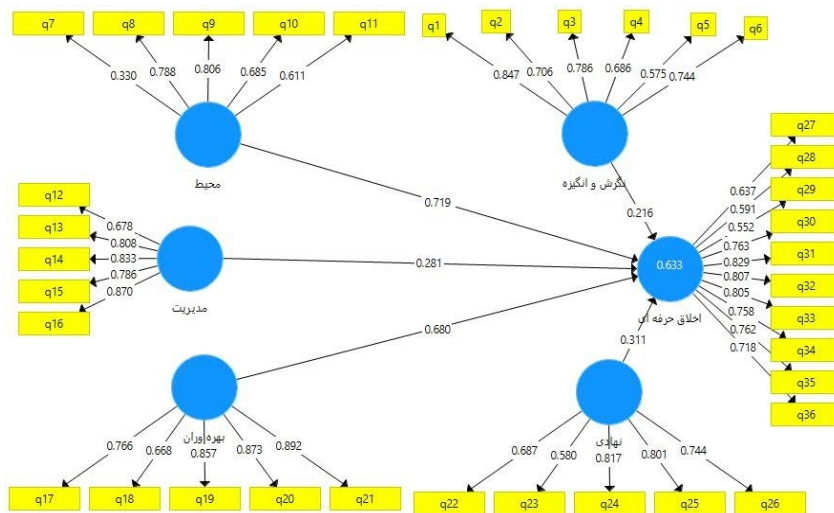 q7 q8 q9 q10 q11
q1 q2 q3 q4 q5 q6
0.330 0.788 0.806 0.685 0.611
0.847 0.706 0.786 0.686 0.575 0.744
محیط
نگرش و انگیزه
q27
q28
q29
q30
q31
q32
q33
q34
q35
q36
0.637
0.591
0.552
0.763
0.829
0.807
0.805
0.758
0.762
0.718
0.719
0.216
q12
q13
q14
q15
q16
0.678
0.808
0.833
0.786
0.870
مدیریت
0.281
0.633
اخلاق حرفه ای
0.680
0.311
بهره وران
نهادی
0.766 0.668 0.857 0.873 0.892
0.687 0.580 0.817 0.801 0.744
q17 q18 q19 q20 q21
q22 q23 q24 q25 q26